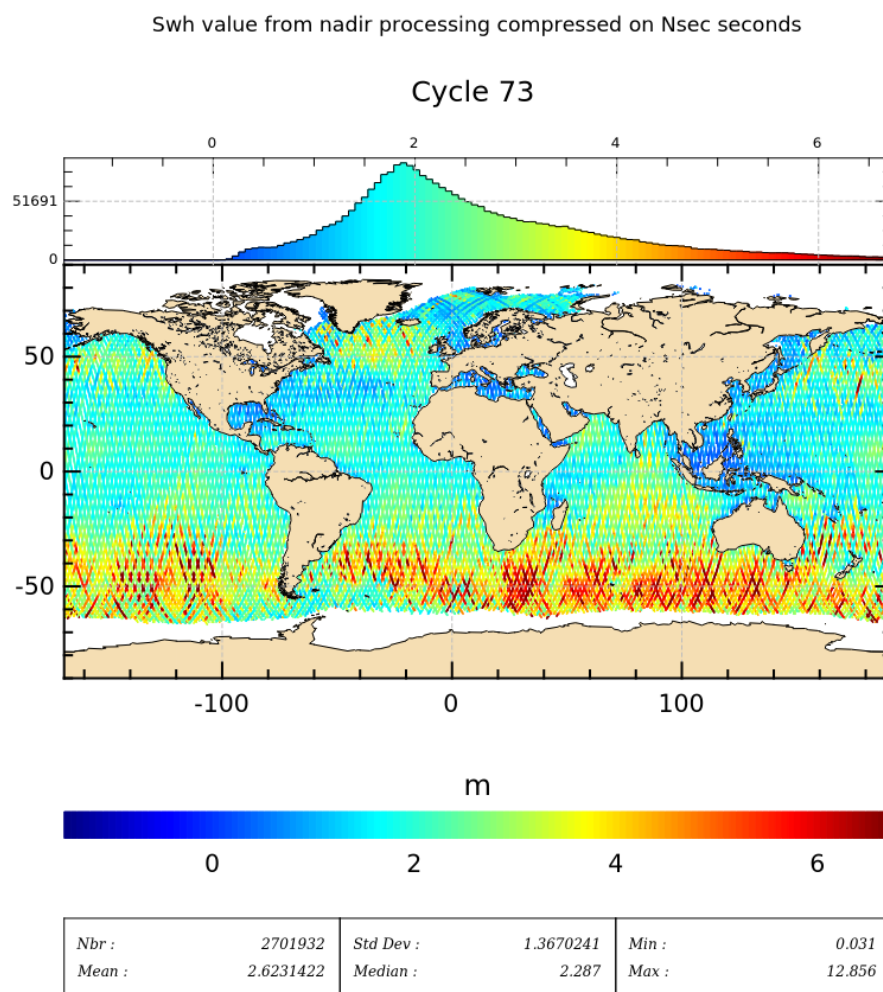 Swh value from nadir processing compressed on Nsec seconds
Cycle 73
0 2 4 6
51691
0
50
0
-50
-100 0 100
m
0 2 4 6
Nbr : 2701932 Std Dev : 1.3670241 Min : 0.031
Mean : 2.6231422 Median : 2.287 Max : 12.856